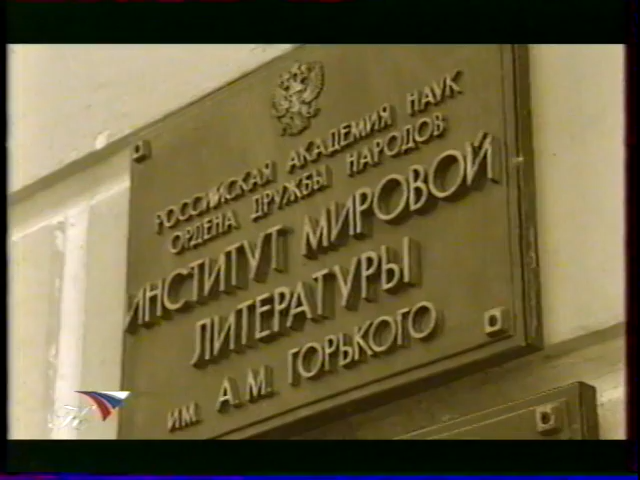 РОССИЙСКАЯ АКАДЕМИЯ НАУК
ОРДЕНА ДРУЖБЫ НАРОДОВ
ИНСТИТУТ МИРОВОЙ
ЛИТЕРАТУРЫ
ИМ. А.М. ГОРЬКОГО
К